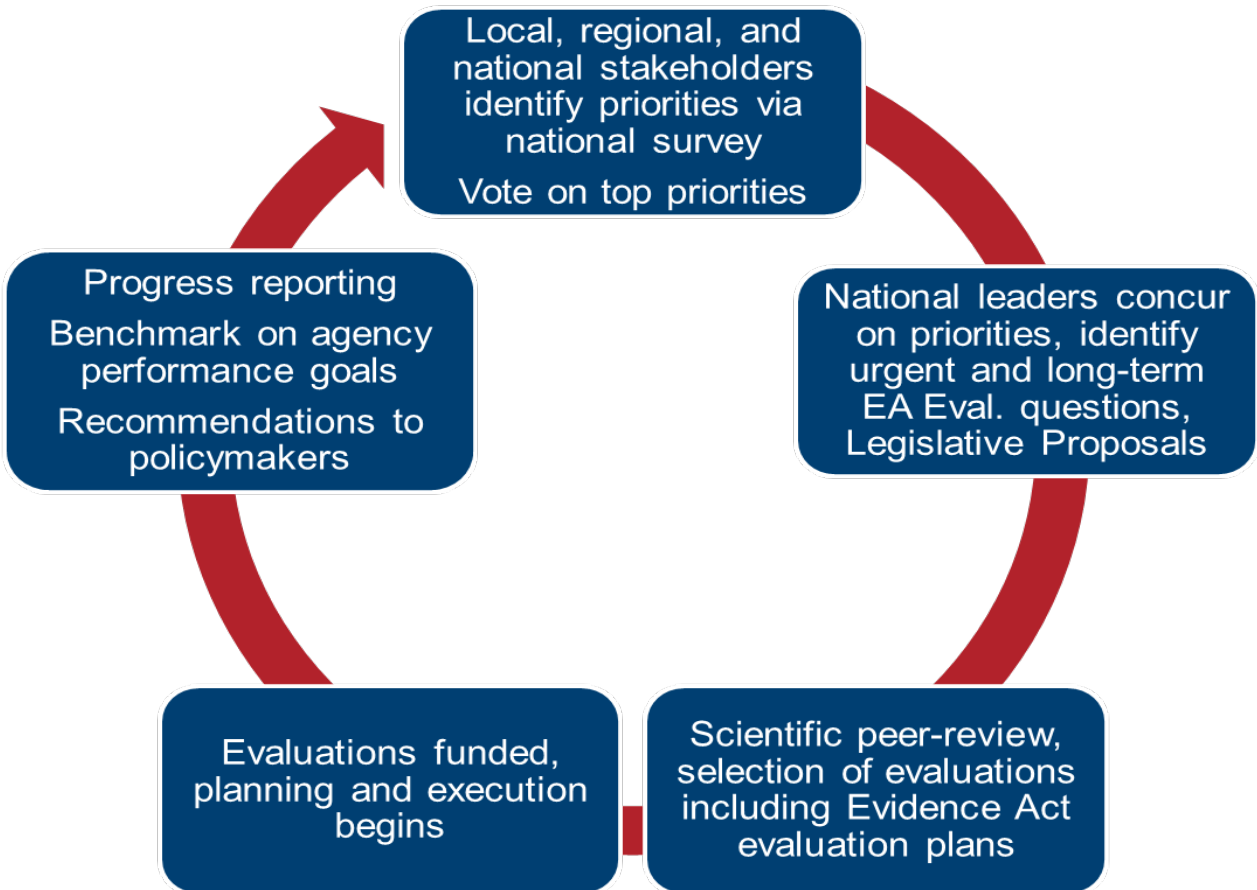 Local, regional, and
national stakeholders
identify priorities via
national survey
Vote on top priorities
National leaders concur
on priorities, identify
urgent and long-term
EA Eval. questions,
Legislative Proposals
Scientific peer-review,
selection of evaluations
including Evidence Act
evaluation plans
Evaluations funded,
planning and execution
begins
Progress reporting
Benchmark on agency
performance goals
Recommendations to
policymakers